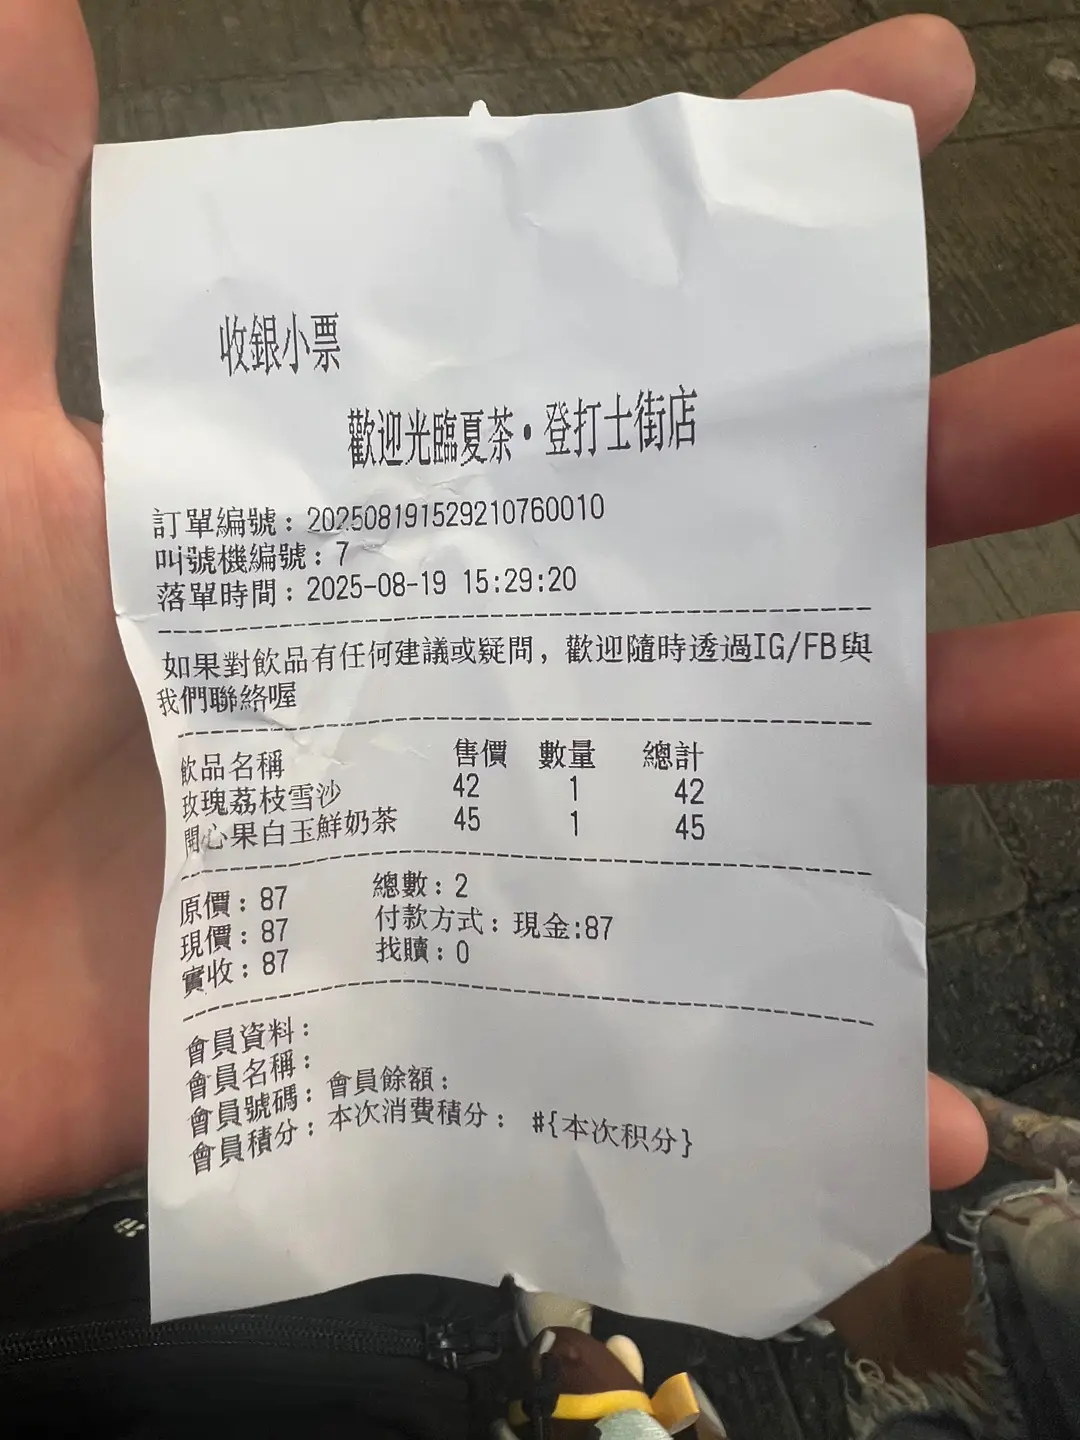 收銀小票
歡迎光臨夏茶•登打士街店
訂單編號：202508191529210760010
叫號機編號：7
落單時間：2025-08-19 15:29:20
如果對飲品有任何建議或疑問，歡迎隨時透過IG/FB與
我們聯絡喔
飲品名稱 售價 數量 總計
玫瑰荔枝雪沙 42 1 42
開心果白玉鮮奶茶 45 1 45
原價：87 總數：2
現價：87 付款方式：現金:87
實收：87 找贖：0
會員資料：
會員名稱：
會員號碼： 會員餘額：
會員積分： 本次消費積分： #{本次积分}